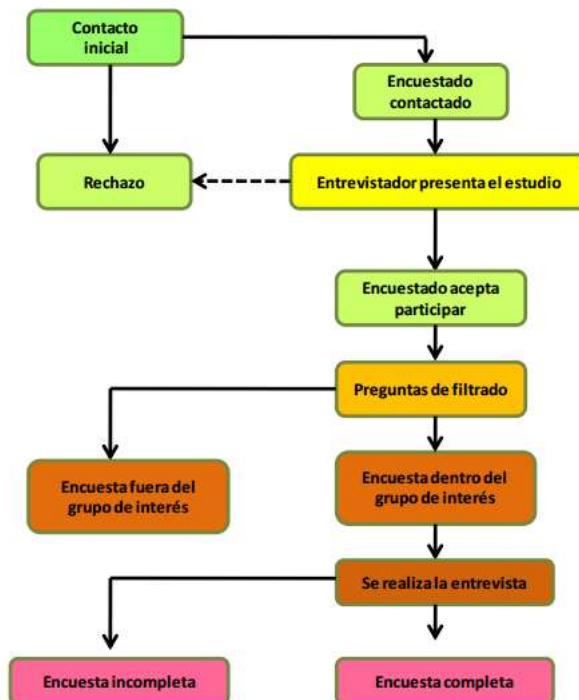 Contacto
inicial
Encuestado
contactado
Rechazo
Entrevistador presenta el estudio
Encuestado acepta
participar
Preguntas de filtrado
Encuesta fuera del
grupo de interés
Encuesta dentro del
grupo de interés
Se realiza la entrevista
Encuesta incompleta
Encuesta completa